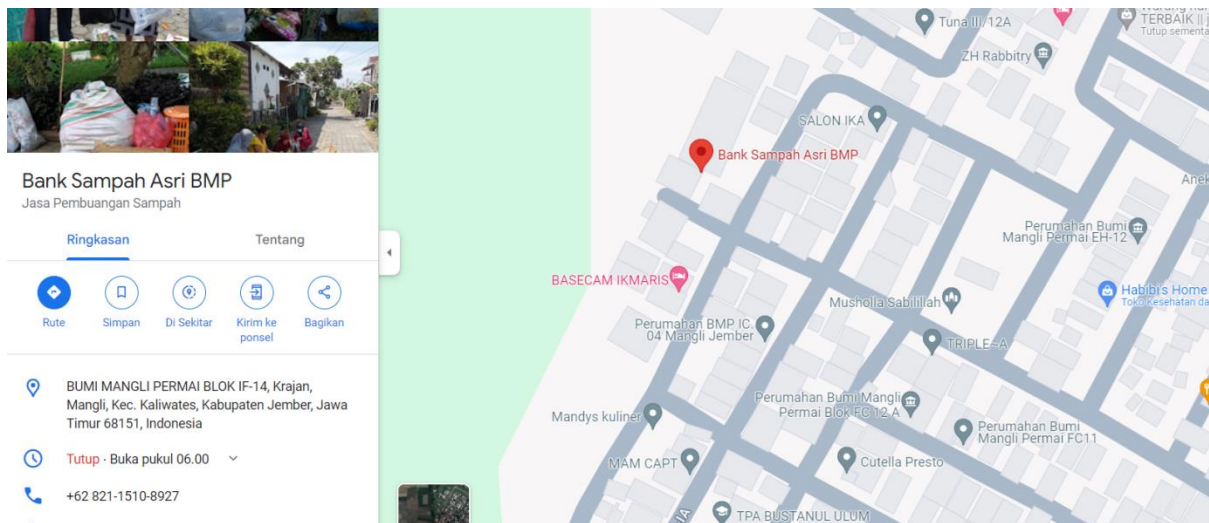 Bank Sampah Asri BMP
Jasa Pembuangan Sampah
Ringkasan
Tentang
Rute
Simpan
Di Sekitar
Kirim ke
ponsel
Bagikan
BUMI MANGLI PERMAI BLOK IF-14, Krajan,
Mangli, Kec. Kaliwates, Kabupaten Jember, Jawa
Timur 68151, Indonesia
Tutup · Buka pukul 06.00
+62 821-1510-8927
Tuna III/12A
TERBAIK || j
Tutup sementa
ZH Rabbitry
SALON IKA
Bank Sampah Asri BMP
Anek
Perumahan Bumi
Mangli Permai EH-12
BASECAM IKMARIS
Habibi's Home
Toko Kesehatan da
Musholla Sabilillah
Perumahan BMP IC
04 Mangli Jember
TRIPLE~A
Perumahan Bumi Mangli
Permai Blok FC 12 A
Mandys kuliner
Perumahan Bumi
Mangli Permai FC11
MAM CAPT
Cutella Presto
TPA BUSTANUL ULUM